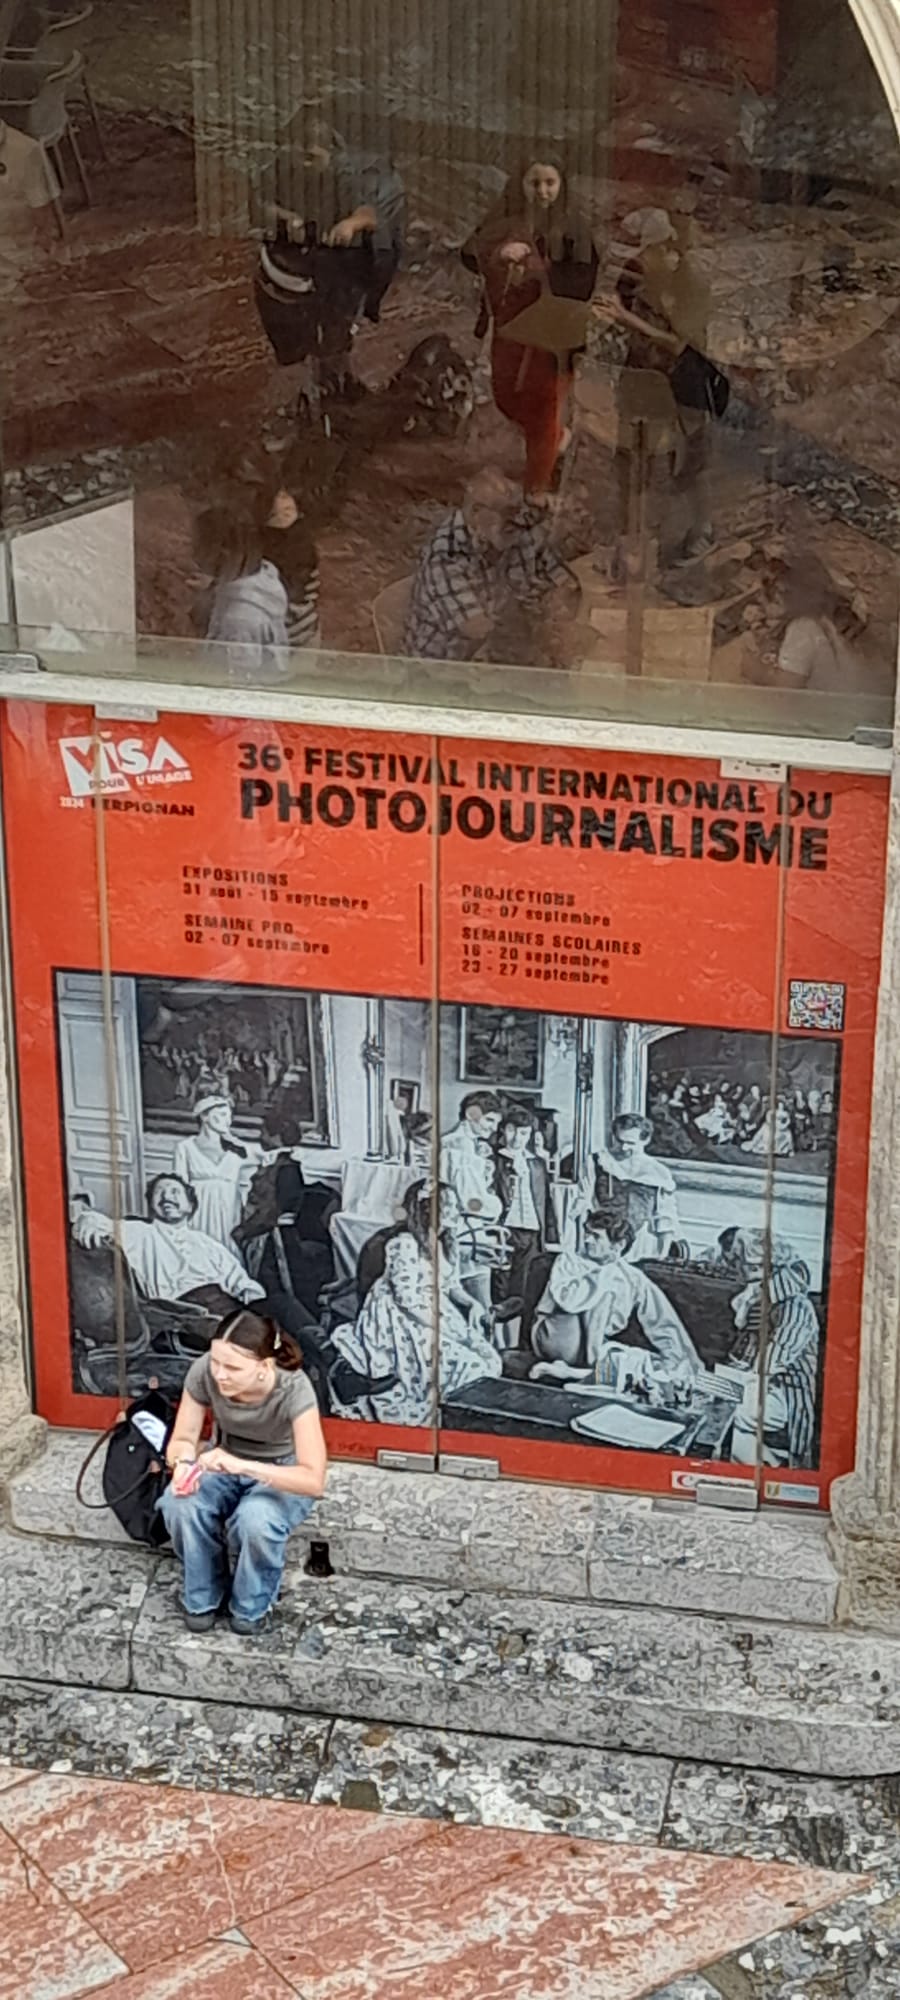 VISA
POUR L'IMAGE
2024 PERPIGNAN
36e FESTIVAL INTERNATIONAL DU
PHOTOJOURNALISME
EXPOSITIONS
31 août - 15 septembre
SEMAINE PRO
02 - 07 septembre
PROJECTIONS
02 - 07 septembre
SEMAINES SCOLAIRES
16 - 20 septembre
23 - 27 septembre